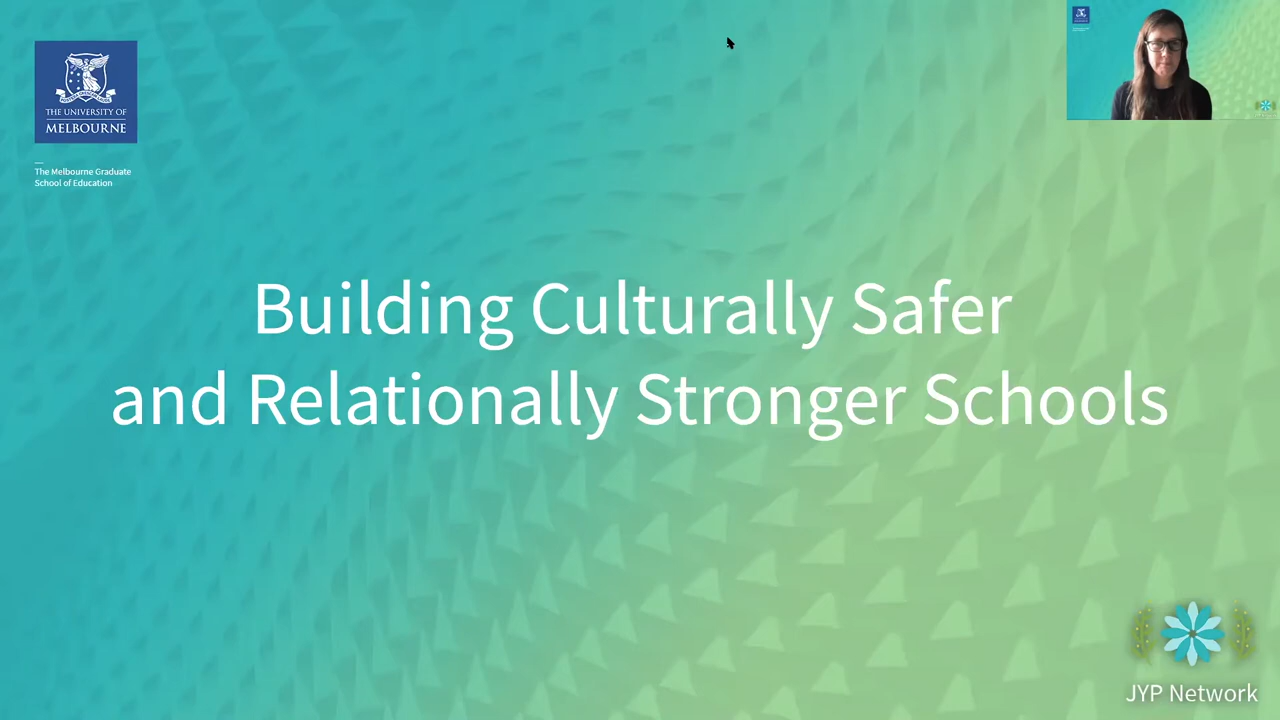 THE UNIVERSITY OF
MELBOURNE
The Melbourne Graduate
School of Education
Building Culturally Safer
and Relationally Stronger Schools
JYP Network